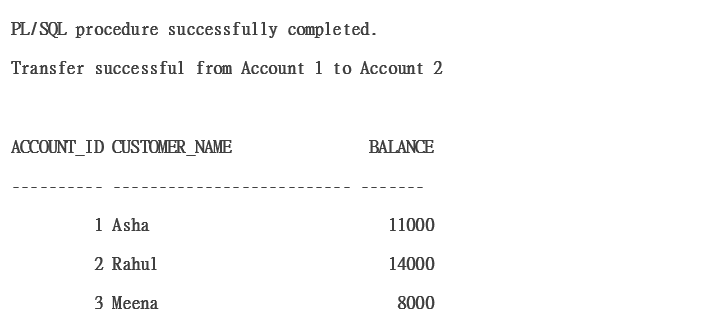 PL/SQL procedure successfully completed.
Transfer successful from Account 1 to Account 2
ACCOUNT_ID CUSTOMER_NAME BALANCE
---------- -------------------------- -------
1 Asha 11000
2 Rahul 14000
3 Meena 8000